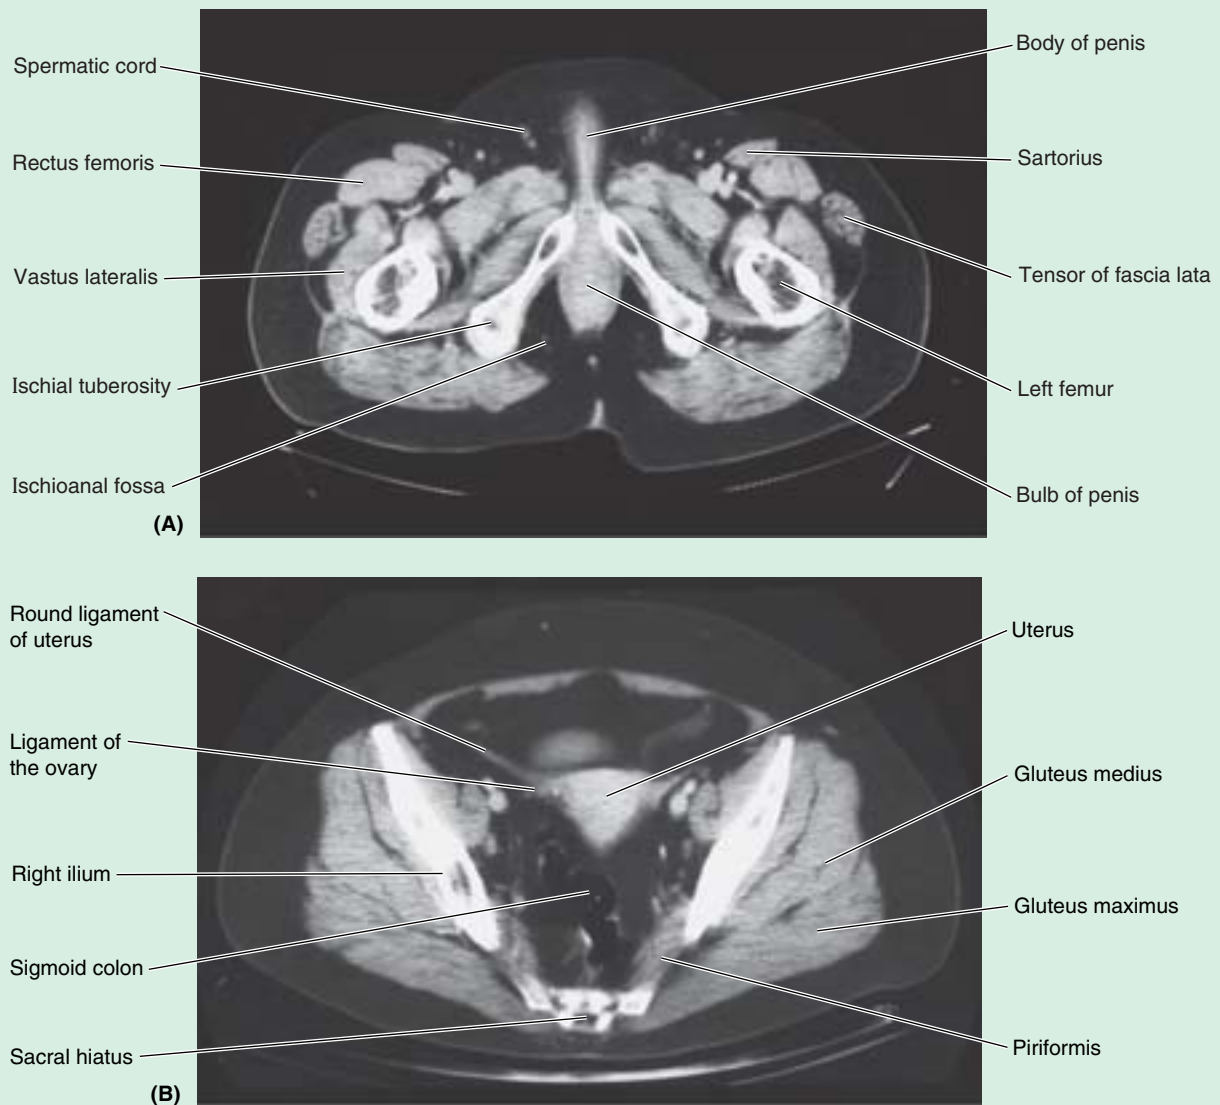 Spermatic cord
Rectus femoris
Vastus lateralis
Ischial tuberosity
Ischioanal fossa
(A)
Body of penis
Sartorius
Tensor of fascia lata
Left femur
Bulb of penis
Round ligament
of uterus
Ligament of
the ovary
Right ilium
Sigmoid colon
Sacral hiatus
(B)
Uterus
Gluteus medius
Gluteus maximus
Piriformis